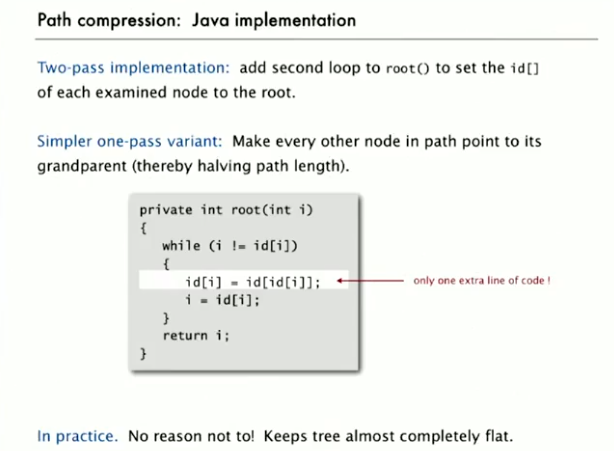 Path compression: Java implementation
Two-pass implementation: add second loop to root() to set the id[]
of each examined node to the root.
Simpler one-pass variant: Make every other node in path point to its
grandparent (thereby halving path length).
private int root(int i)
{
while (i != id[i])
{
id[i] = id[id[i]];
only one extra line of code !
i = id[i];
}
return i;
}
In practice. No reason not to! Keeps tree almost completely flat.